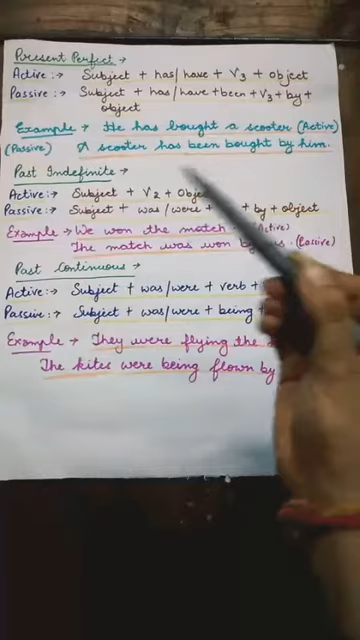 Present Perfect →
Active :→ Subject + has/have + V3 + object
Passive :→ Subject + has/have + been + V3 + by +
object
Example → He has bought a scooter (Active)
(Passive) A scooter has been bought by him.
Past Indefinite →
Active :→ Subject + V2 + Obje
Passive :→ Subject + was/were + + by + object
Example → We won the match (Active)
The match was won by us. (Passive)
Past Continuous →
Active :→ Subject + was/were + verb +
Passive :→ Subject + was/were + being +
Example → They were flying the
The kites were being flown by